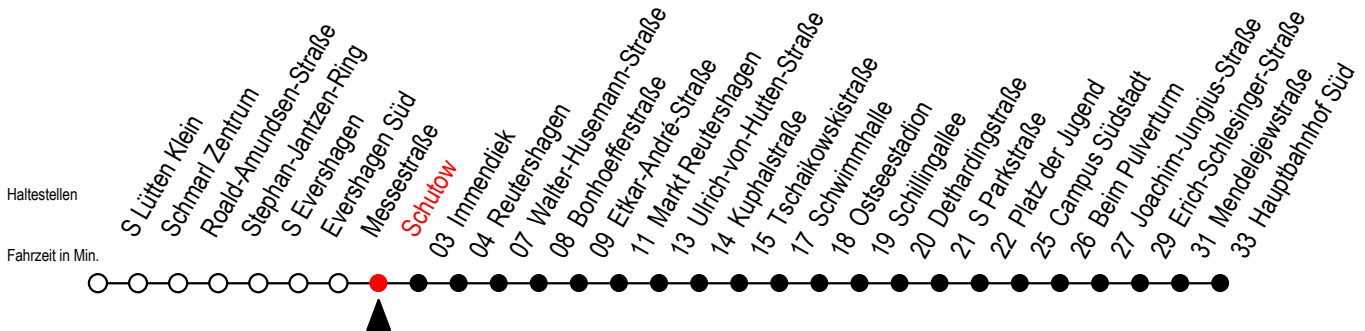 Haltestellen
Fahrzeit in Min.
S Lütten Klein
Schmarl Zentrum
Roald-Amundsen-Straße
Stephan-Jantzen-Ring
S Evershagen
Evershagen Süd
Messestraße
Schutow
03 Immendiek
04 Reutershagen
07 Walter-Husemann-Straße
08 Bonhoefferstraße
09 Etkar-André-Straße
11 Markt Reutershagen
13 Ulrich-von-Hutten-Straße
14 Kuphalstraße
15 Tschaikowskistraße
17 Schwimmhalle
18 Ostseestadion
19 Schillingallee
20 Dethardingstraße
21 S Parkstraße
22 Platz der Jugend
25 Campus Südstadt
26 Beim Pulverturm
27 Joachim-Jungius-Straße
29 Erich-Schlesinger-Straße
31 Mendelejewstraße
33 Hauptbahnhof Süd